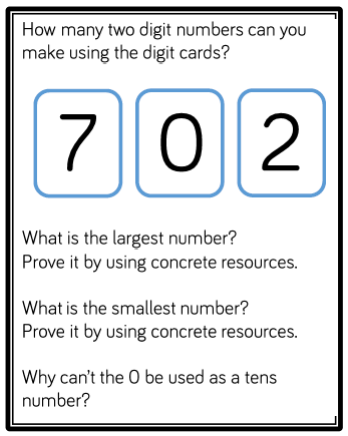 How many two digit numbers can you
make using the digit cards?
7 0 2
What is the largest number?
Prove it by using concrete resources.
What is the smallest number?
Prove it by using concrete resources.
Why can't the 0 be used as a tens
number?